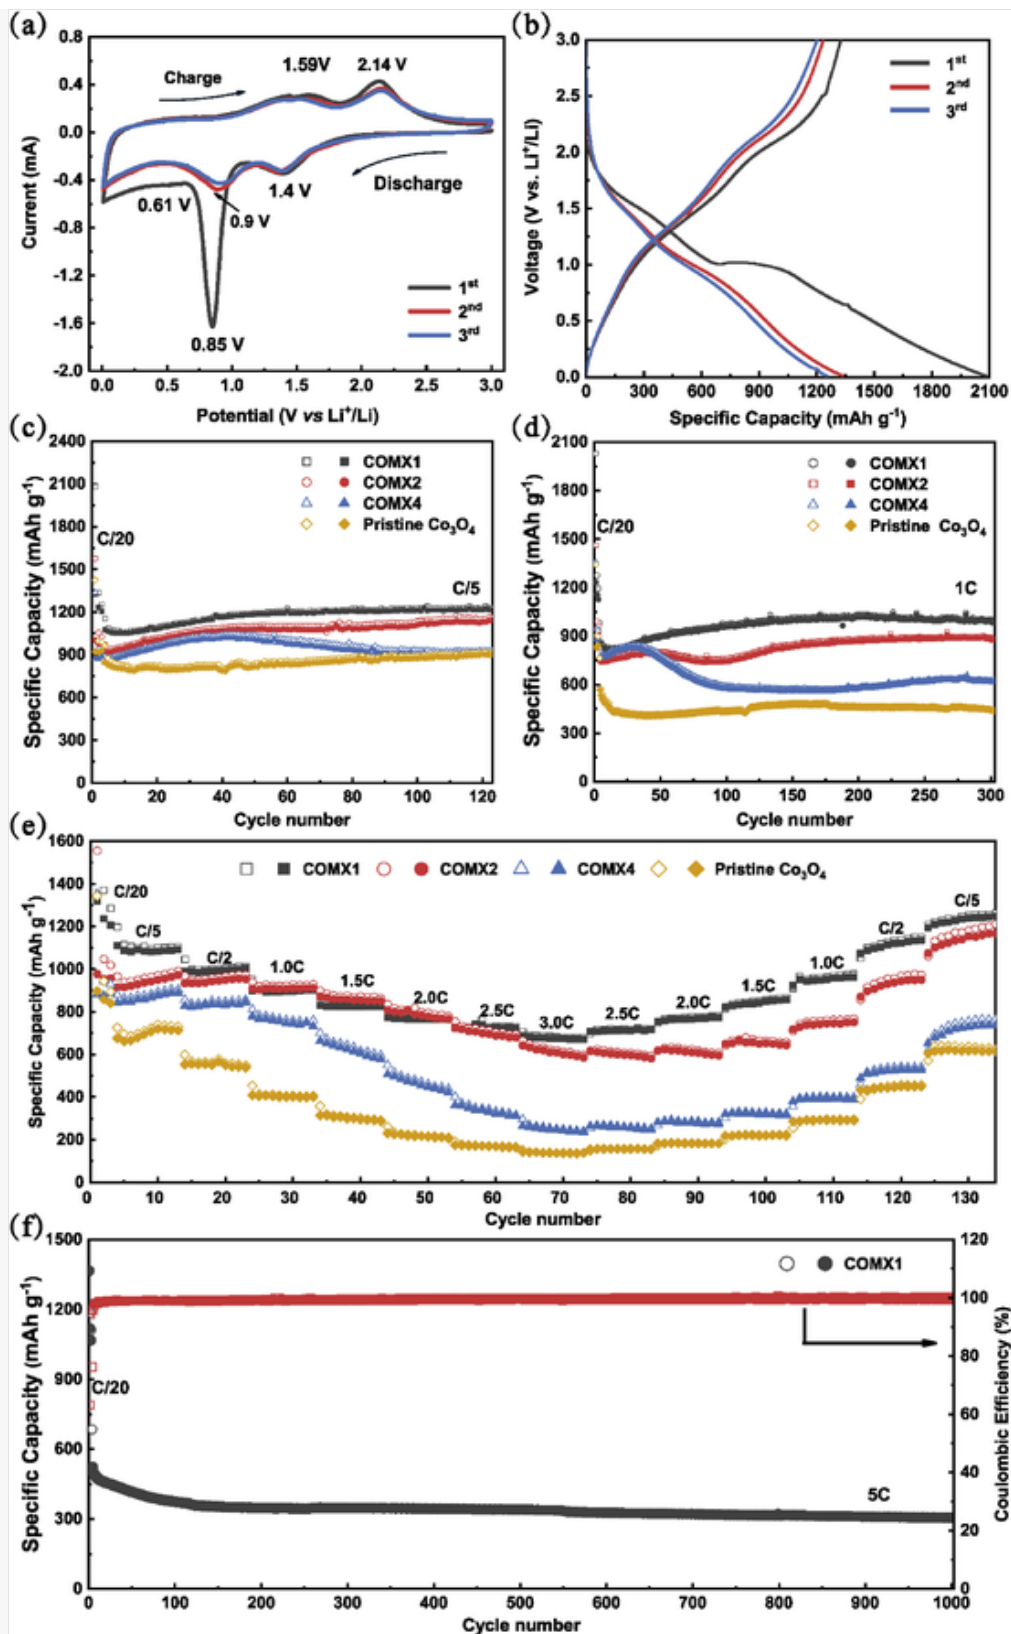 (a)
0.8
0.4
0.0
-0.4
-0.8
-1.2
-1.6
-2.0
Current (mA)
Charge
1.59V
2.14 V
Discharge
0.61 V
0.9 V
1.4 V
0.85 V
1st
2nd
3rd
0.0 0.5 1.0 1.5 2.0 2.5 3.0
Potential (V vs Li⁺/Li)
(b)
3.0
2.5
2.0
1.5
1.0
0.5
0.0
Voltage (V vs. Li⁺/Li)
1st
2nd
3rd
0 300 600 900 1200 1500 1800 2100
Specific Capacity (mAh g⁻¹)
(c)
2400
2100
1800
1500
1200
900
600
300
0
Specific Capacity (mAh g⁻¹)
COMX1
COMX2
COMX4
Pristine Co₃O₄
C/20
C/5
0 20 40 60 80 100 120
Cycle number
(d)
2100
1800
1500
1200
900
600
300
0
Specific Capacity (mAh g⁻¹)
COMX1
COMX2
COMX4
Pristine Co₃O₄
C/20
1C
0 50 100 150 200 250 300
Cycle number
(e)
1600
1400
1200
1000
800
600
400
200
0
Specific Capacity (mAh g⁻¹)
COMX1 COMX2 COMX4 Pristine Co₃O₄
C/20
C/5
C/2
1.0C
1.5C
2.0C
2.5C
3.0C
2.5C
2.0C
1.5C
1.0C
C/2
C/5
0 10 20 30 40 50 60 70 80 90 100 110 120 130
Cycle number
(f)
1500
1200
900
600
300
0
Specific Capacity (mAh g⁻¹)
COMX1
C/20
5C
120
100
80
60
40
20
0
Coulombic Efficiency (%)
0 100 200 300 400 500 600 700 800 900 1000
Cycle number